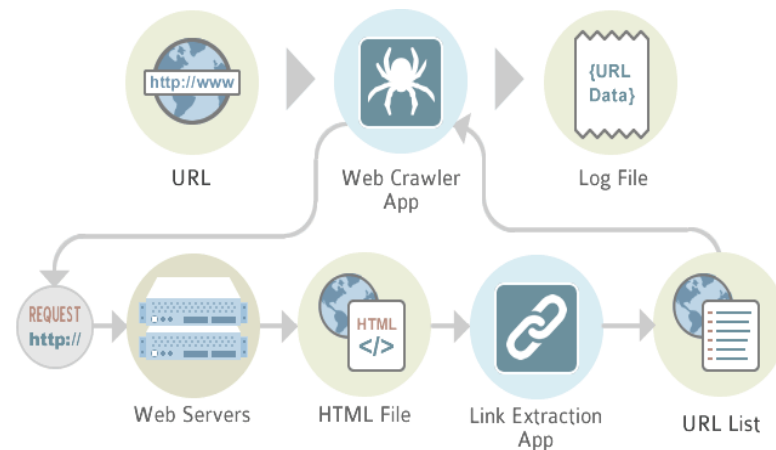 http://www
{URL
Data}
URL
Web Crawler
App
Log File
REQUEST
http://
HTML
</>
Web Servers
HTML File
Link Extraction
App
URL List